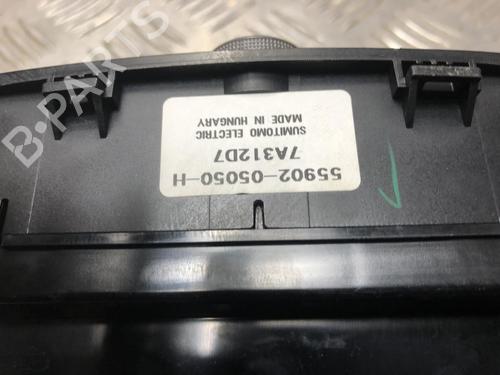 55902-05050-H
7A312D7
SUMITOMO ELECTRIC
MADE IN HUNGARY
B-PARTS